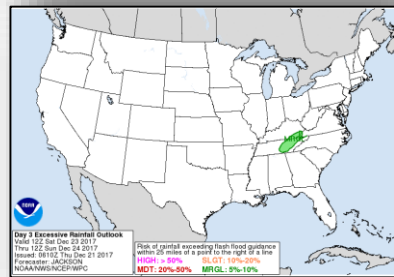 MRGL
NOAA
Day 3 Excessive Rainfall Outlook
Valid 12Z Sat Dec 23 2017
Thru 12Z Sun Dec 24 2017
Issued: 0810Z Thu Dec 21 2017
Forecaster: JACKSON
NOAA/NWS/NCEP/WPC
Risk of rainfall exceeding flash flood guidance
within 25 miles of a point to the right of a line
HIGH: > 50% SLGT: 10%-20%
MDT: 20%-50% MRGL: 5%-10%